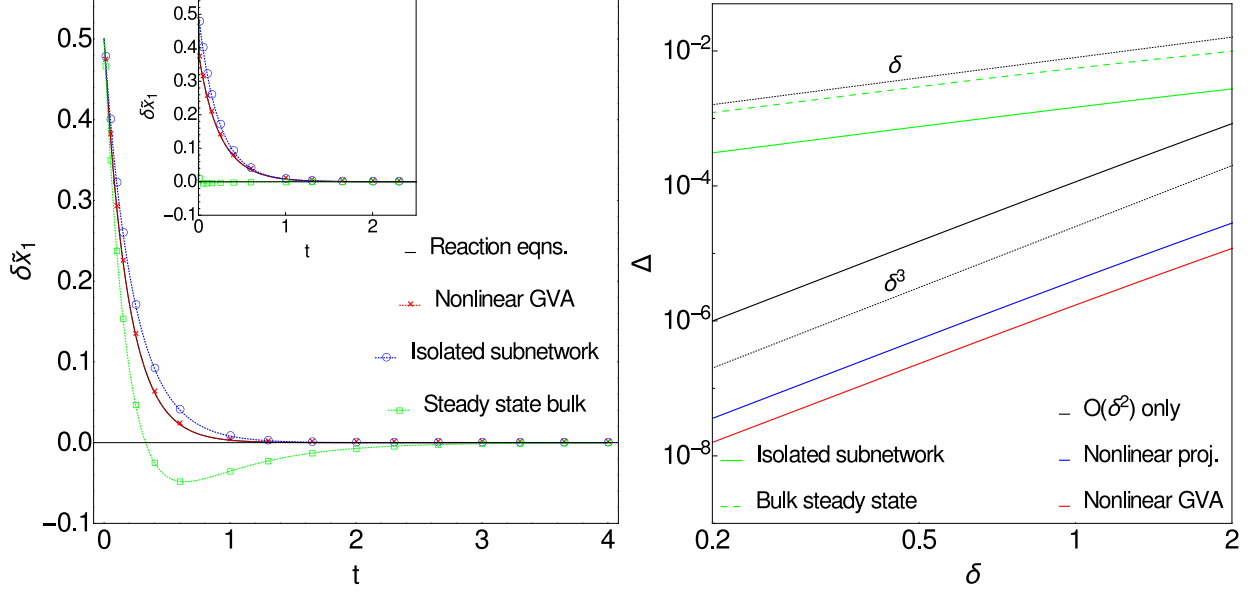 0.5
0.4
0.3
0.2
0.1
0.0
−0.1
δx̃₁
0
1
2
3
4
t
0.5
0.4
0.3
0.2
0.1
0.0
−0.1
δx̃₁
0
1
2
t
Reaction eqns.
Nonlinear GVA
Isolated subnetwork
Steady state bulk
10⁻²
10⁻⁴
10⁻⁶
10⁻⁸
Δ
δ
δ³
O(δ²) only
Isolated subnetwork
Nonlinear proj.
Bulk steady state
Nonlinear GVA
0.2
0.5
1
2
δ